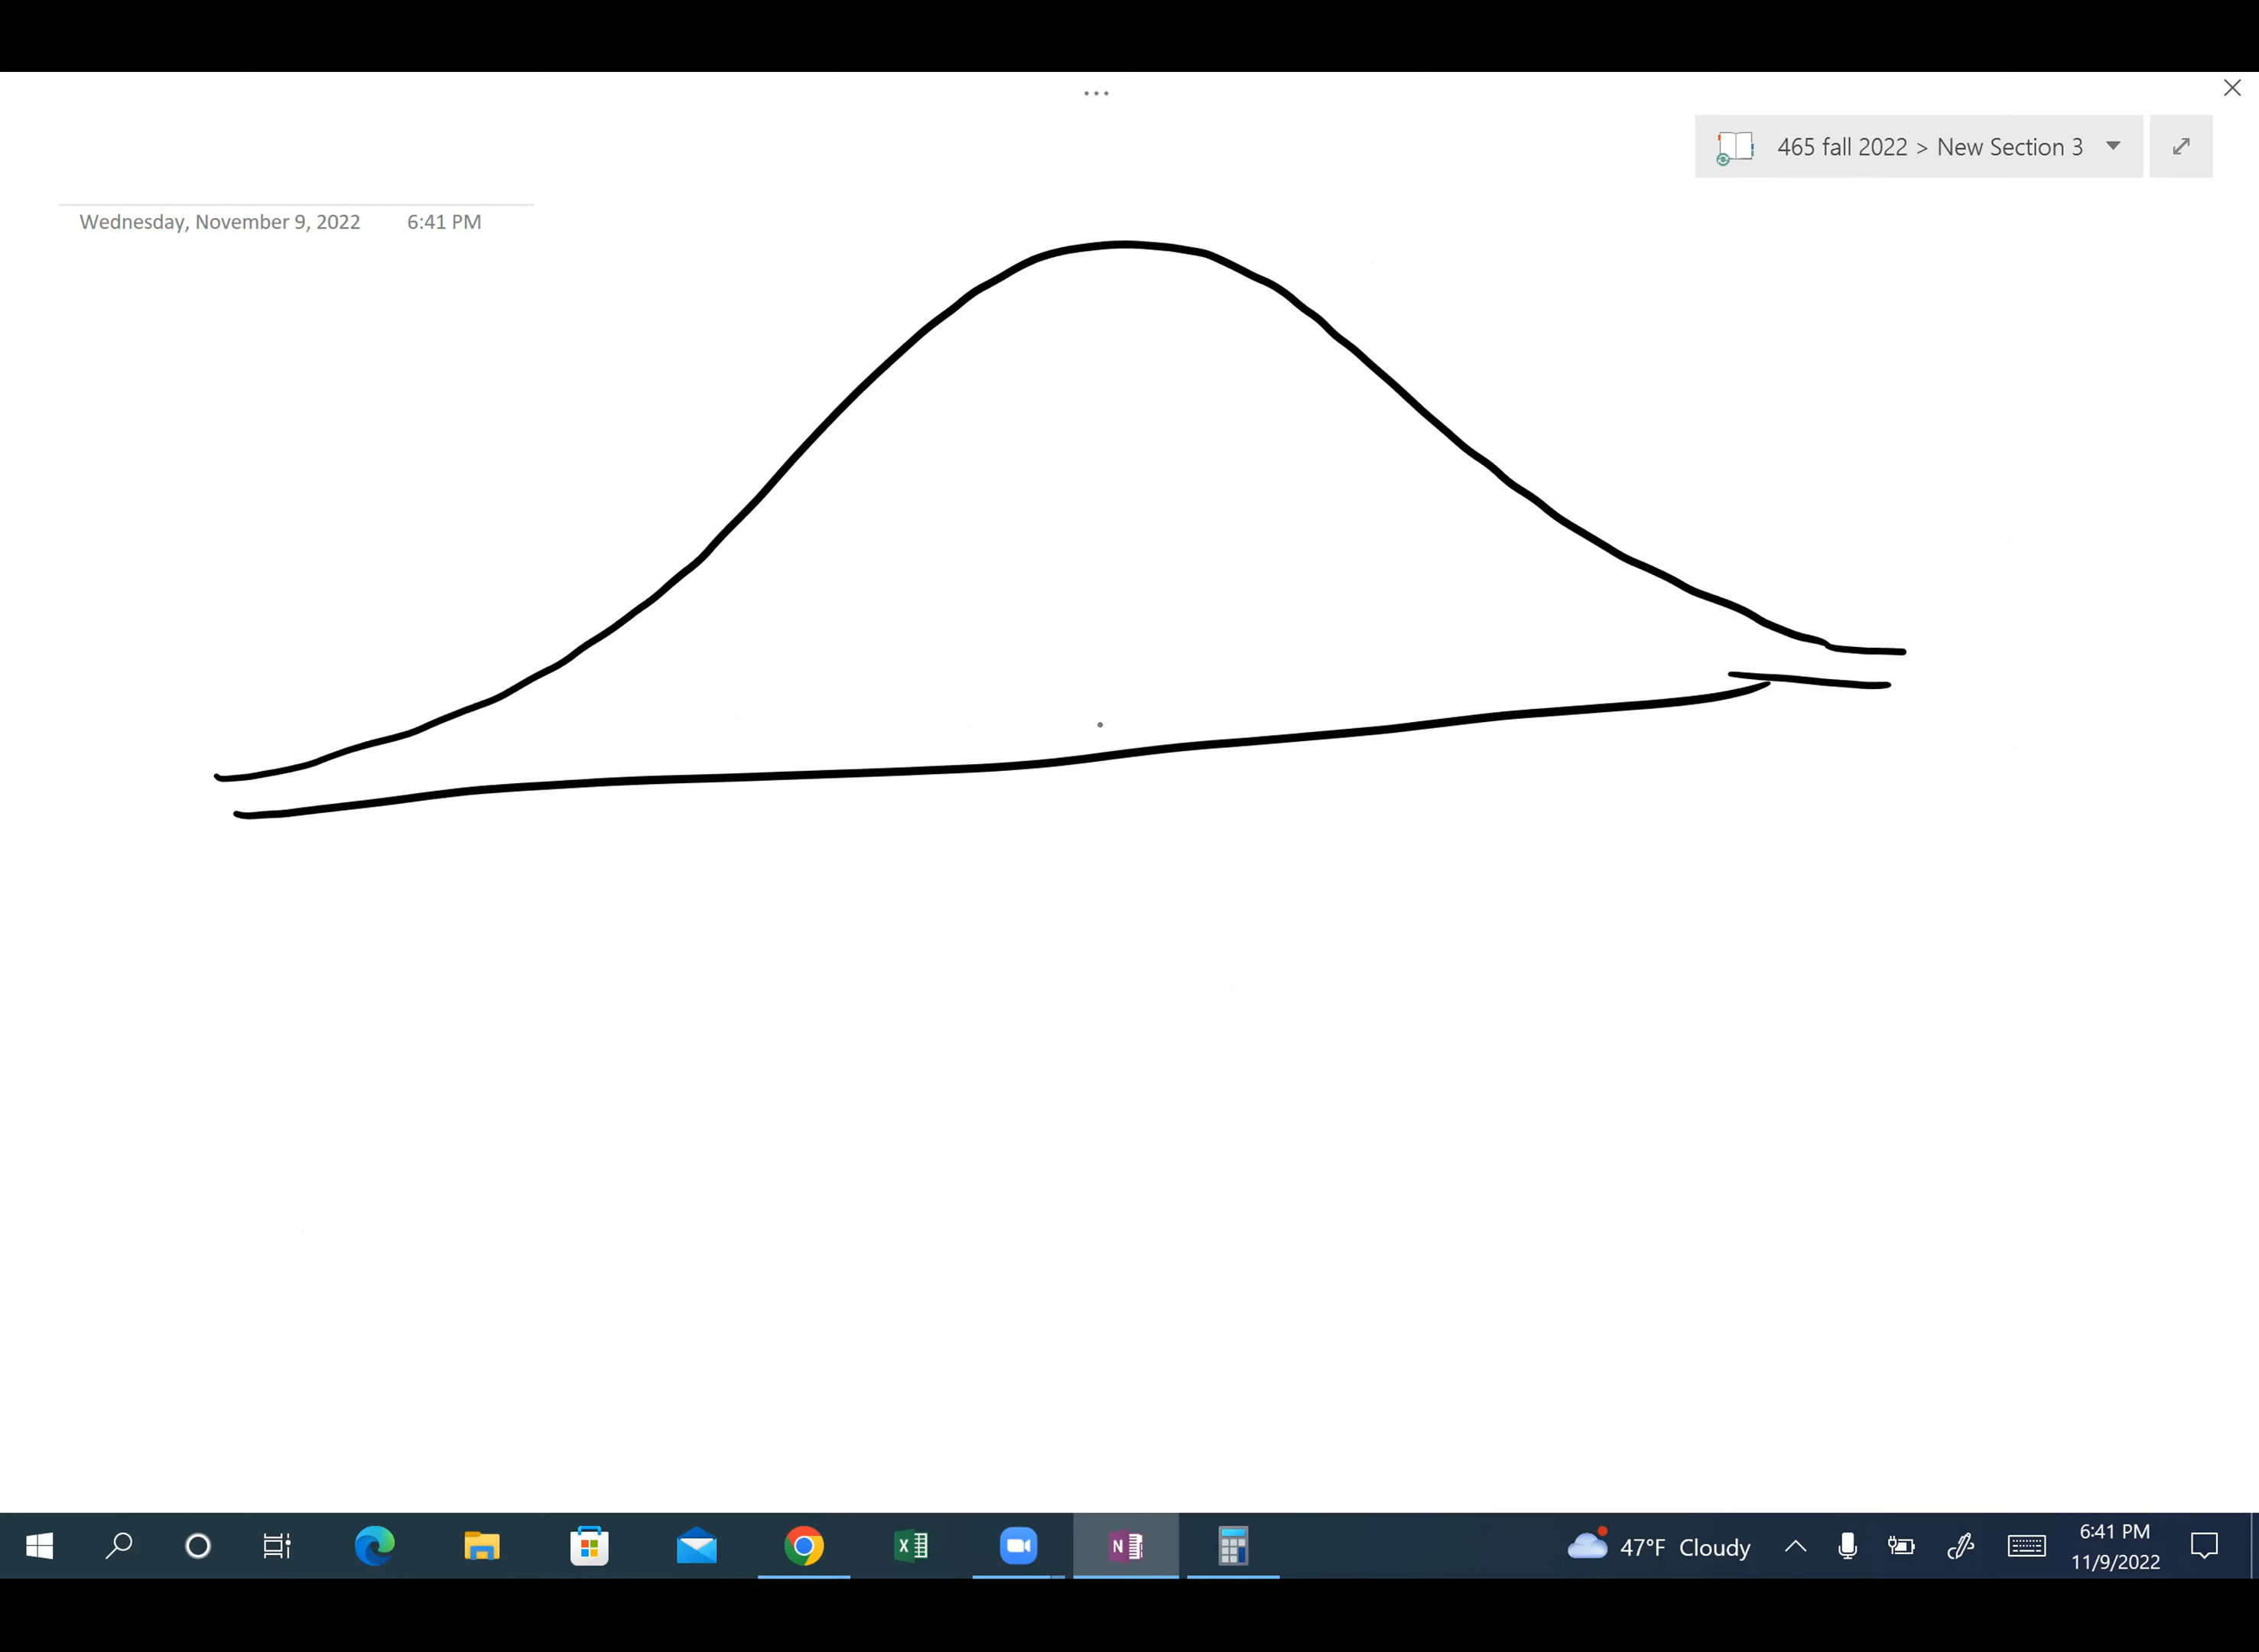 465 fall 2022 > New Section 3
Wednesday, November 9, 2022 6:41 PM
47°F Cloudy
6:41 PM
11/9/2022